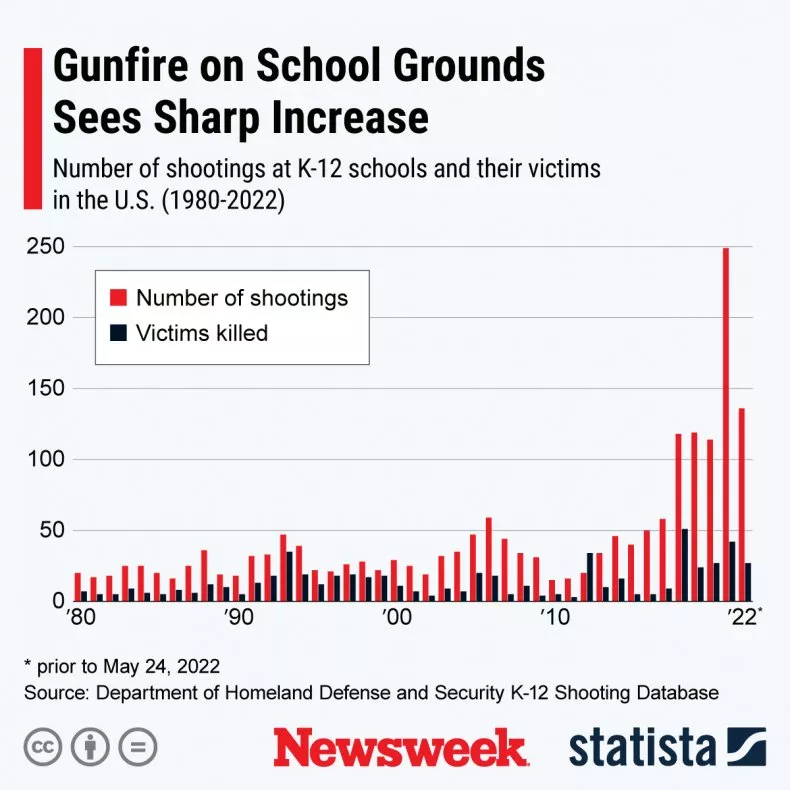 Gunfire on School Grounds
Sees Sharp Increase
Number of shootings at K-12 schools and their victims
in the U.S. (1980-2022)
250
Number of shootings
200
Victims killed
150
100
50
0
'80 '90 '00 '10 '22*
* prior to May 24, 2022
Source: Department of Homeland Defense and Security K-12 Shooting Database
cc
Newsweek.
statista